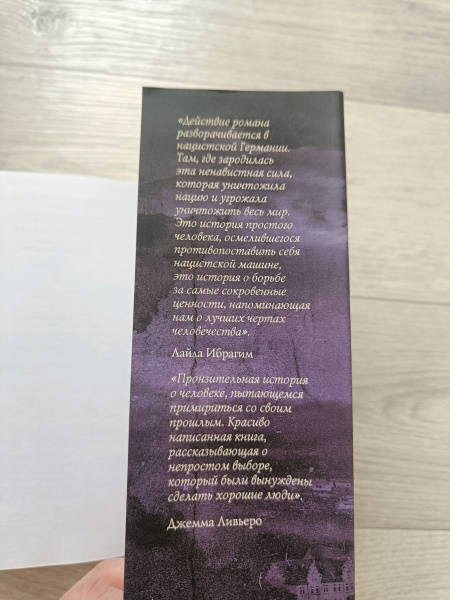 «Действие романа
разворачивается в
нацистской Германии.
Там, где зародилась
эта ненавистная сила,
которая уничтожила
нацию и угрожала
уничтожить весь мир.
Это история простого
человека, осмелившегося
противопоставить себя
нацистской машине,
это история о борьбе
за самые сокровенные
ценности, напоминающая
нам о лучших чертах
человечества».
Лайла Ибрагим
«Пронзительная история
о человеке, пытающемся
примириться со своим
прошлым. Красиво
написанная книга,
рассказывающая о
непростом выборе,
который были вынуждены
сделать хорошие люди».
Джемма Ливьеро